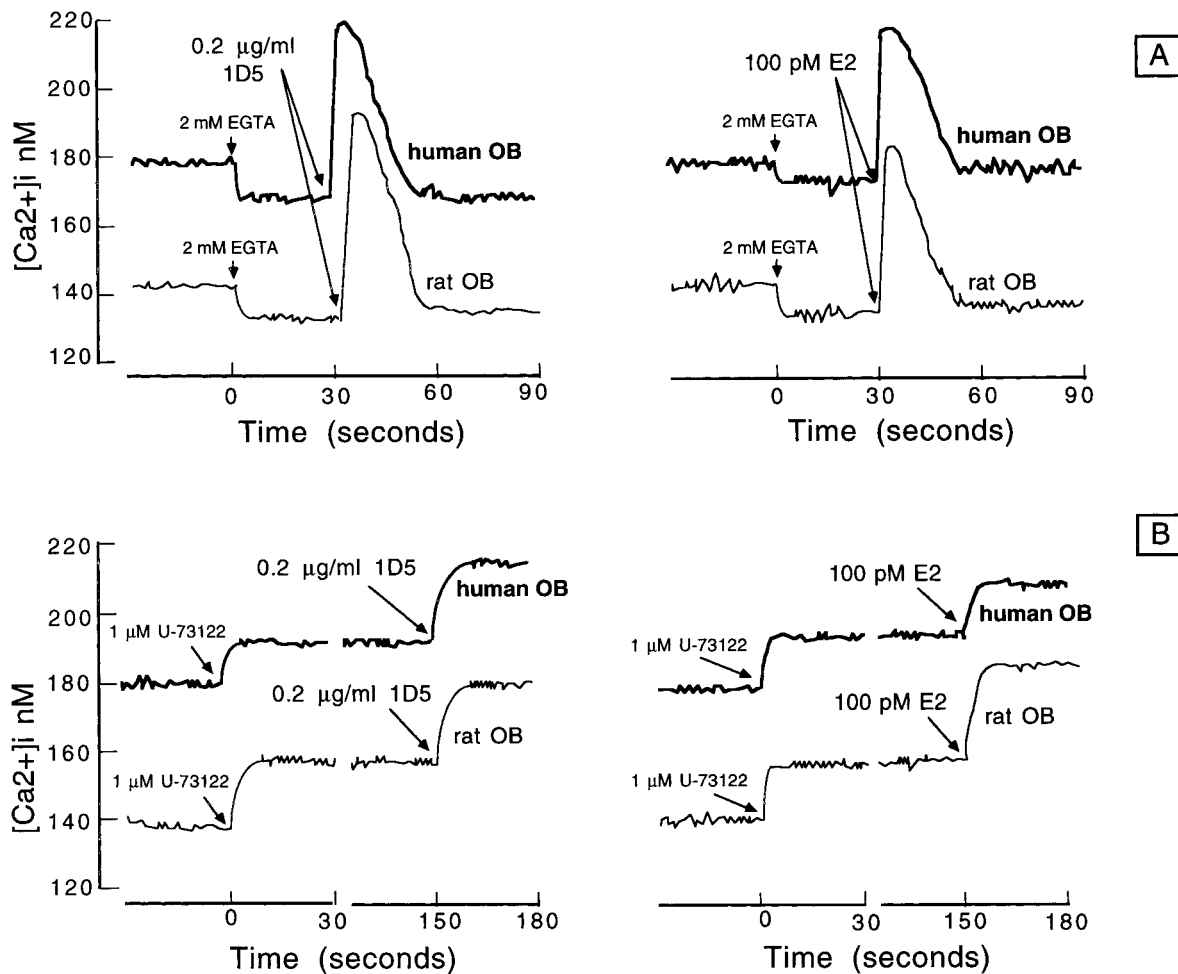 A
220
200
180
160
140
120
[Ca2+]i nM
0.2 μg/ml
1D5
2 mM EGTA
human OB
2 mM EGTA
rat OB
0 30 60 90
Time (seconds)
100 pM E2
2 mM EGTA
human OB
2 mM EGTA
rat OB
0 30 60 90
Time (seconds)
B
220
200
180
160
140
120
[Ca2+]i nM
0.2 μg/ml 1D5
human OB
1 μM U-73122
0.2 μg/ml 1D5
rat OB
1 μM U-73122
0 30 150 180
Time (seconds)
100 pM E2
human OB
1 μM U-73122
100 pM E2
rat OB
1 μM U-73122
0 30 150 180
Time (seconds)